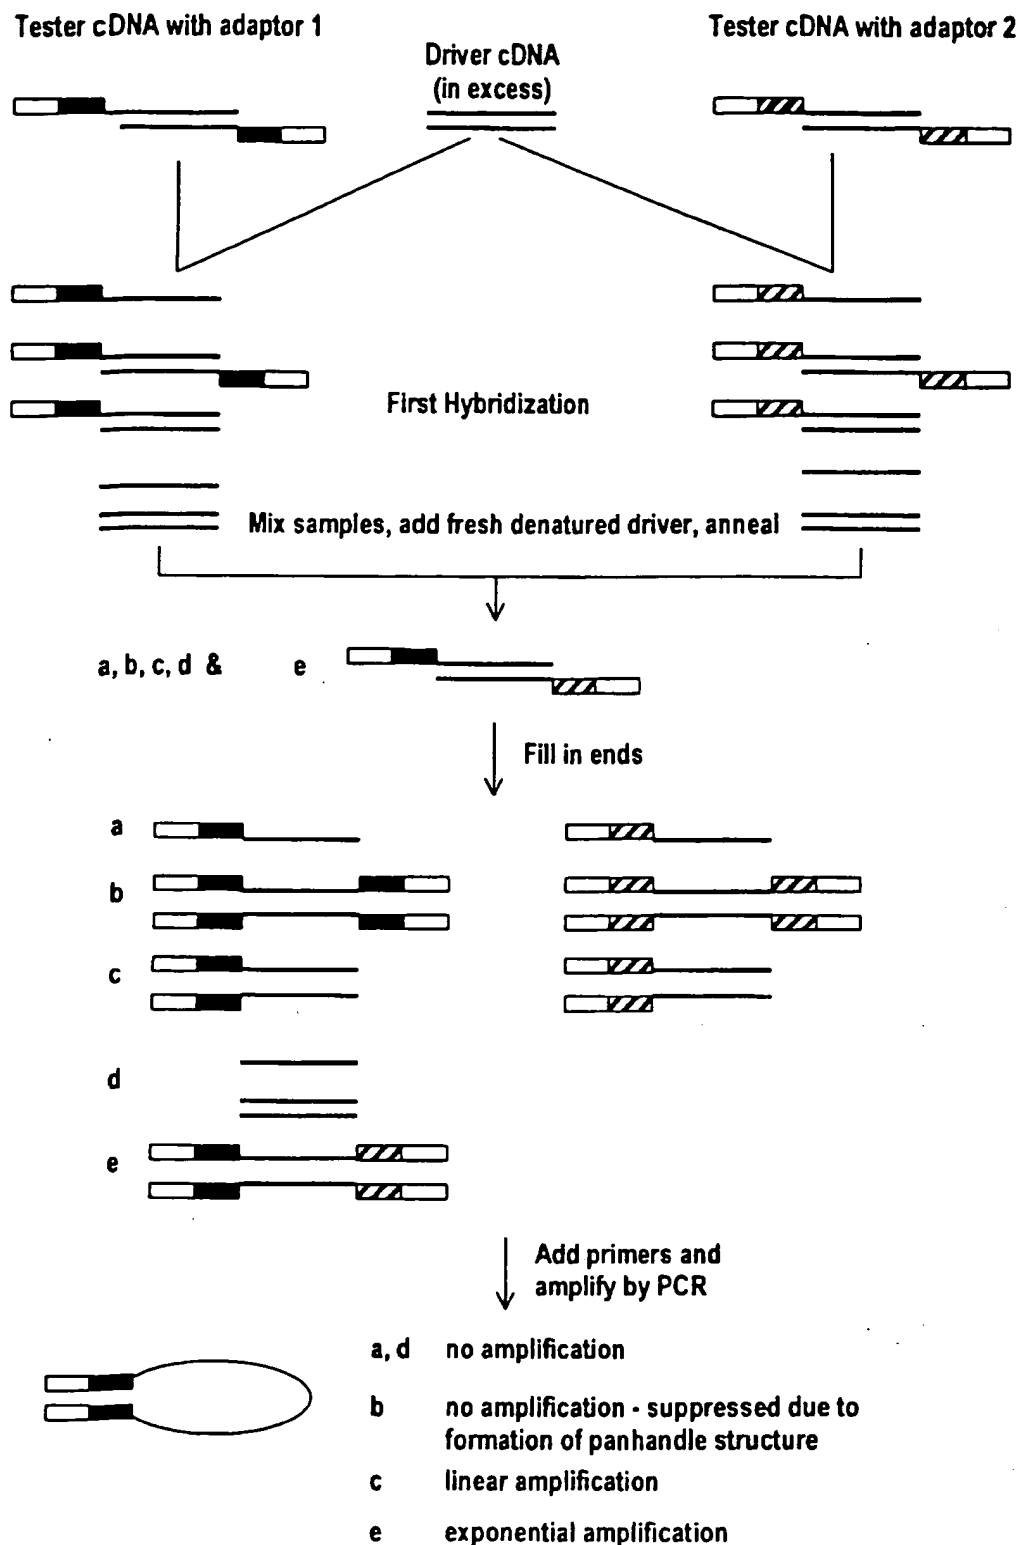 Tester cDNA with adaptor 1
Tester cDNA with adaptor 2
Driver cDNA
(in excess)
First Hybridization
Mix samples, add fresh denatured driver, anneal
a, b, c, d & e
Fill in ends
a
b
c
d
e
Add primers and
amplify by PCR
a, d no amplification
b no amplification - suppressed due to
formation of panhandle structure
c linear amplification
e exponential amplification